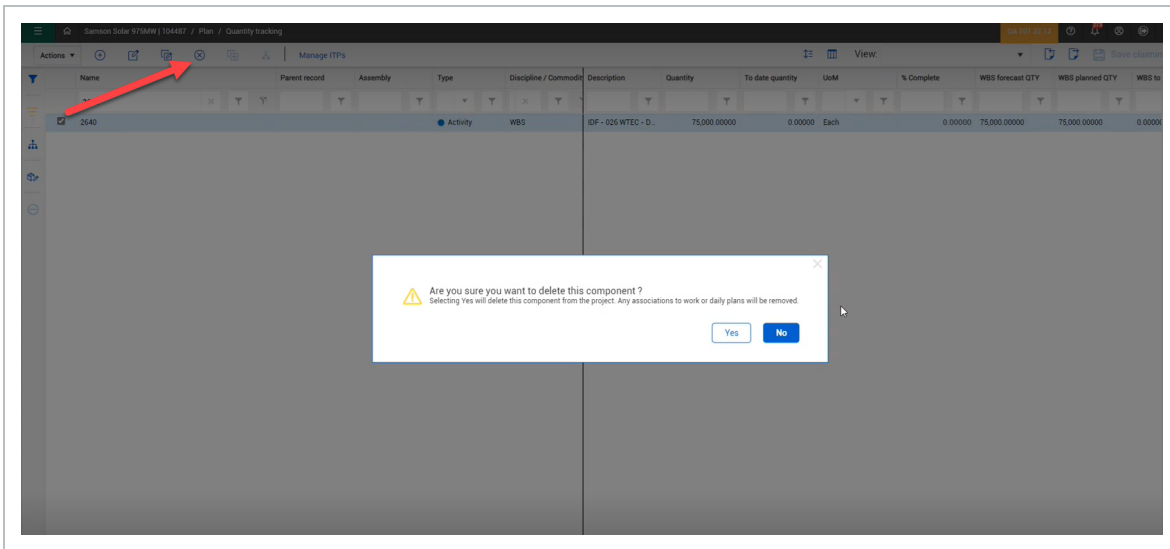 Samson Solar 975MW | 104487 / Plan / Quantity tracking
Actions Manage ITPs View: Save
Name Parent record Assembly Type Discipline / Commodit Description Quantity To date quantity UoM % Complete WBS forecast QTY WBS planned QTY WBS to
2640 Activity WBS IDF - 026 WTEC - D... 75,000.00000 0.00000 Each 0.00000 75,000.00000 75,000.00000 0.0000
Are you sure you want to delete this component ?
Selecting Yes will delete this component from the project. Any associations to work or daily plans will be removed.
Yes No